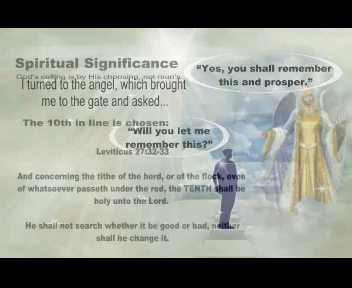 Spiritual Significance
God's calling is by His choosing, not man's.
I turned to the angel, which brought
me to the gate and asked...
"Yes, you shall remember
this and prosper."
The 10th in line is chosen:
"Will you let me
remember this?"
Leviticus 27:32-33
And concerning the tithe of the herd, or of the flock, even
of whatsoever passeth under the rod, the TENTH shall be
holy unto the Lord.
He shall not search whether it be good or bad, neither
shall he change it.